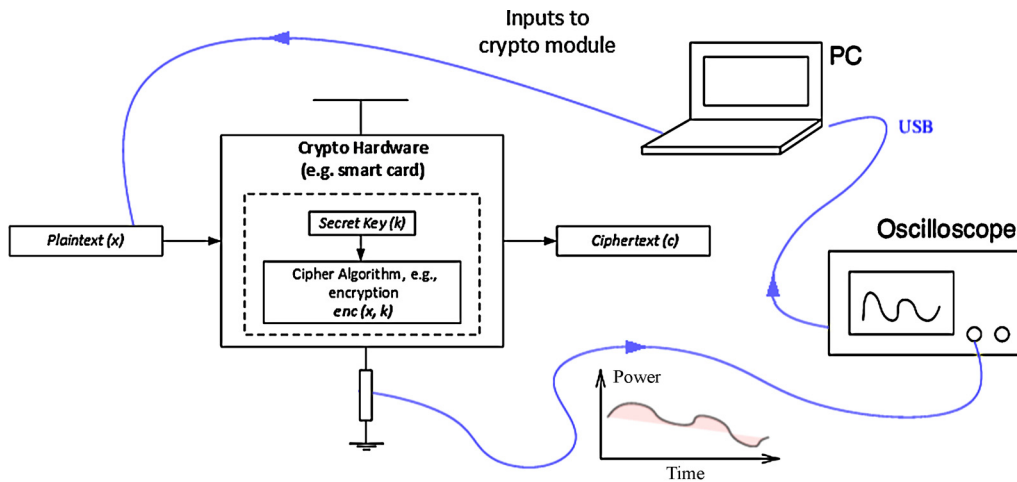 Inputs to
crypto module
PC
USB
Crypto Hardware
(e.g. smart card)
Secret Key (k)
Plaintext (x)
Ciphertext (c)
Cipher Algorithm, e.g.,
encryption
enc (x, k)
Oscilloscope
Power
Time